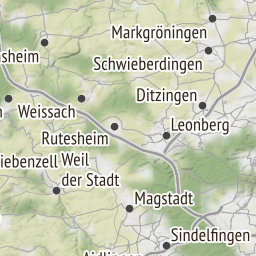 Markgröningen
sheim
Schwieberdingen
Weissach
Ditzingen
Rutesheim
Leonberg
iebenzell
Weil
der Stadt
Magstadt
Sindelfingen